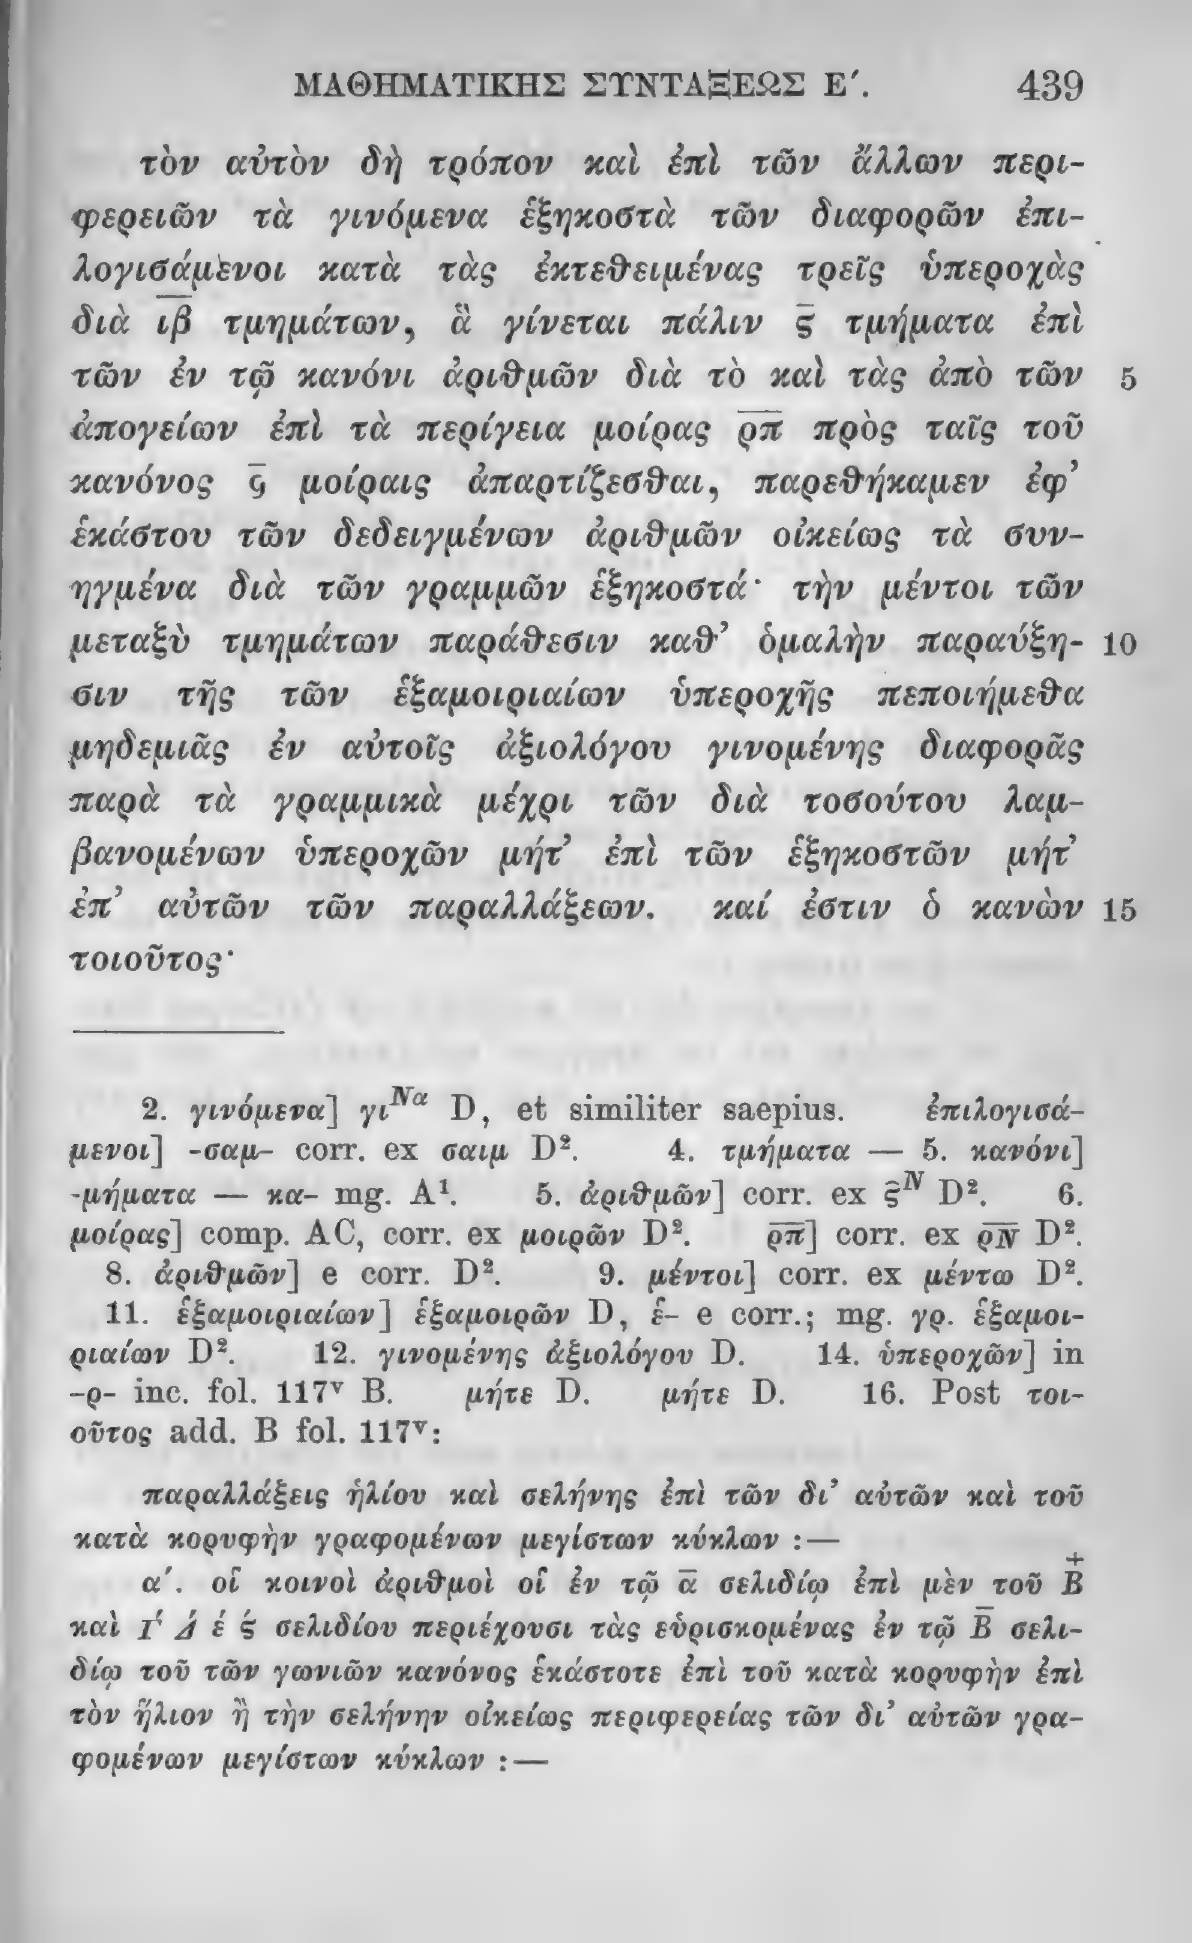 ΜΑΘΗΜΑΤΙΚΗΣ ΣΥΝΤΑΞΕΩΣ Ε΄. 439
τὸν αὐτὸν δὴ τρόπον καὶ ἐπὶ τῶν ἄλλων περι-
φερειῶν τὰ γινόμενα ἑξηκοστὰ τῶν διαφορῶν ἐπι-
λογισάμενοι κατὰ τὰς ἐκτεθειμένας τρεῖς ὑπεροχὰς
διὰ ιβ̅ τμημάτων, ἃ γίνεται πάλιν ϛ̅ τμήματα ἐπὶ
τῶν ἐν τῷ κανόνι ἀριθμῶν διὰ τὸ καὶ τὰς ἀπὸ τῶν 5
ἀπογείων ἐπὶ τὰ περίγεια μοίρας ρπ̅ πρὸς ταῖς τοῦ
κανόνος ϟ̅ μοίραις ἀπαρτίζεσθαι, παρεθήκαμεν ἐφ᾽
ἑκάστου τῶν δεδειγμένων ἀριθμῶν οἰκείως τὰ συν-
ηγμένα διὰ τῶν γραμμῶν ἑξηκοστά· τὴν μέντοι τῶν
μεταξὺ τμημάτων παράθεσιν καθ᾽ ὁμαλὴν παραύξη- 10
σιν τῆς τῶν ἑξαμοιριαίων ὑπεροχῆς πεποιήμεθα
μηδεμιᾶς ἐν αὐτοῖς ἀξιολόγου γινομένης διαφορᾶς
παρὰ τὰ γραμμικὰ μέχρι τῶν διὰ τοσούτου λαμ-
βανομένων ὑπεροχῶν μήτ᾽ ἐπὶ τῶν ἑξηκοστῶν μήτ᾽
ἐπ᾽ αὐτῶν τῶν παραλλάξεων. καί ἐστιν ὁ κανὼν 15
τοιοῦτος·
2. γινόμενα] γιᴺᵅ D, et similiter saepius. ἐπιλογισά-
μενοι] -σαμ- corr. ex σαιμ D². 4. τμήματα — 5. κανόνι]
-μήματα — κα- mg. A¹. 5. ἀριθμῶν] corr. ex ϛ̅ᴺ D². 6.
μοίρας] comp. AC, corr. ex μοιρῶν D². ρπ̅] corr. ex ρN̅ D².
8. ἀριθμῶν] e corr. D². 9. μέντοι] corr. ex μέντω D².
11. ἑξαμοιριαίων] ἑξαμοιρῶν D, ἑ- e corr.; mg. γρ. ἑξαμοι-
ριαίων D². 12. γινομένης ἀξιολόγου D. 14. ὑπεροχῶν] in
-ρ- inc. fol. 117ᵛ B. μήτε D. μήτε D. 16. Post τοι-
οῦτος add. B fol. 117ᵛ:
παραλλάξεις ἡλίου καὶ σελήνης ἐπὶ τῶν δι᾽ αὐτῶν καὶ τοῦ
κατὰ κορυφὴν γραφομένων μεγίστων κύκλων :—
α΄. οἱ κοινοὶ ἀριθμοὶ οἱ ἐν τῷ α̅ σελιδίῳ ἐπὶ μὲν τοῦ Β̅
καὶ Γ́ Δ́ έ ϛ́ σελιδίου περιέχουσι τὰς εὑρισκομένας ἐν τῷ Β̅ σελι-
δίῳ τοῦ τῶν γωνιῶν κανόνος ἑκάστοτε ἐπὶ τοῦ κατὰ κορυφὴν ἐπὶ
τὸν ἥλιον ἢ τὴν σελήνην οἰκείως περιφερείας τῶν δι᾽ αὐτῶν γρα-
φομένων μεγίστων κύκλων :—